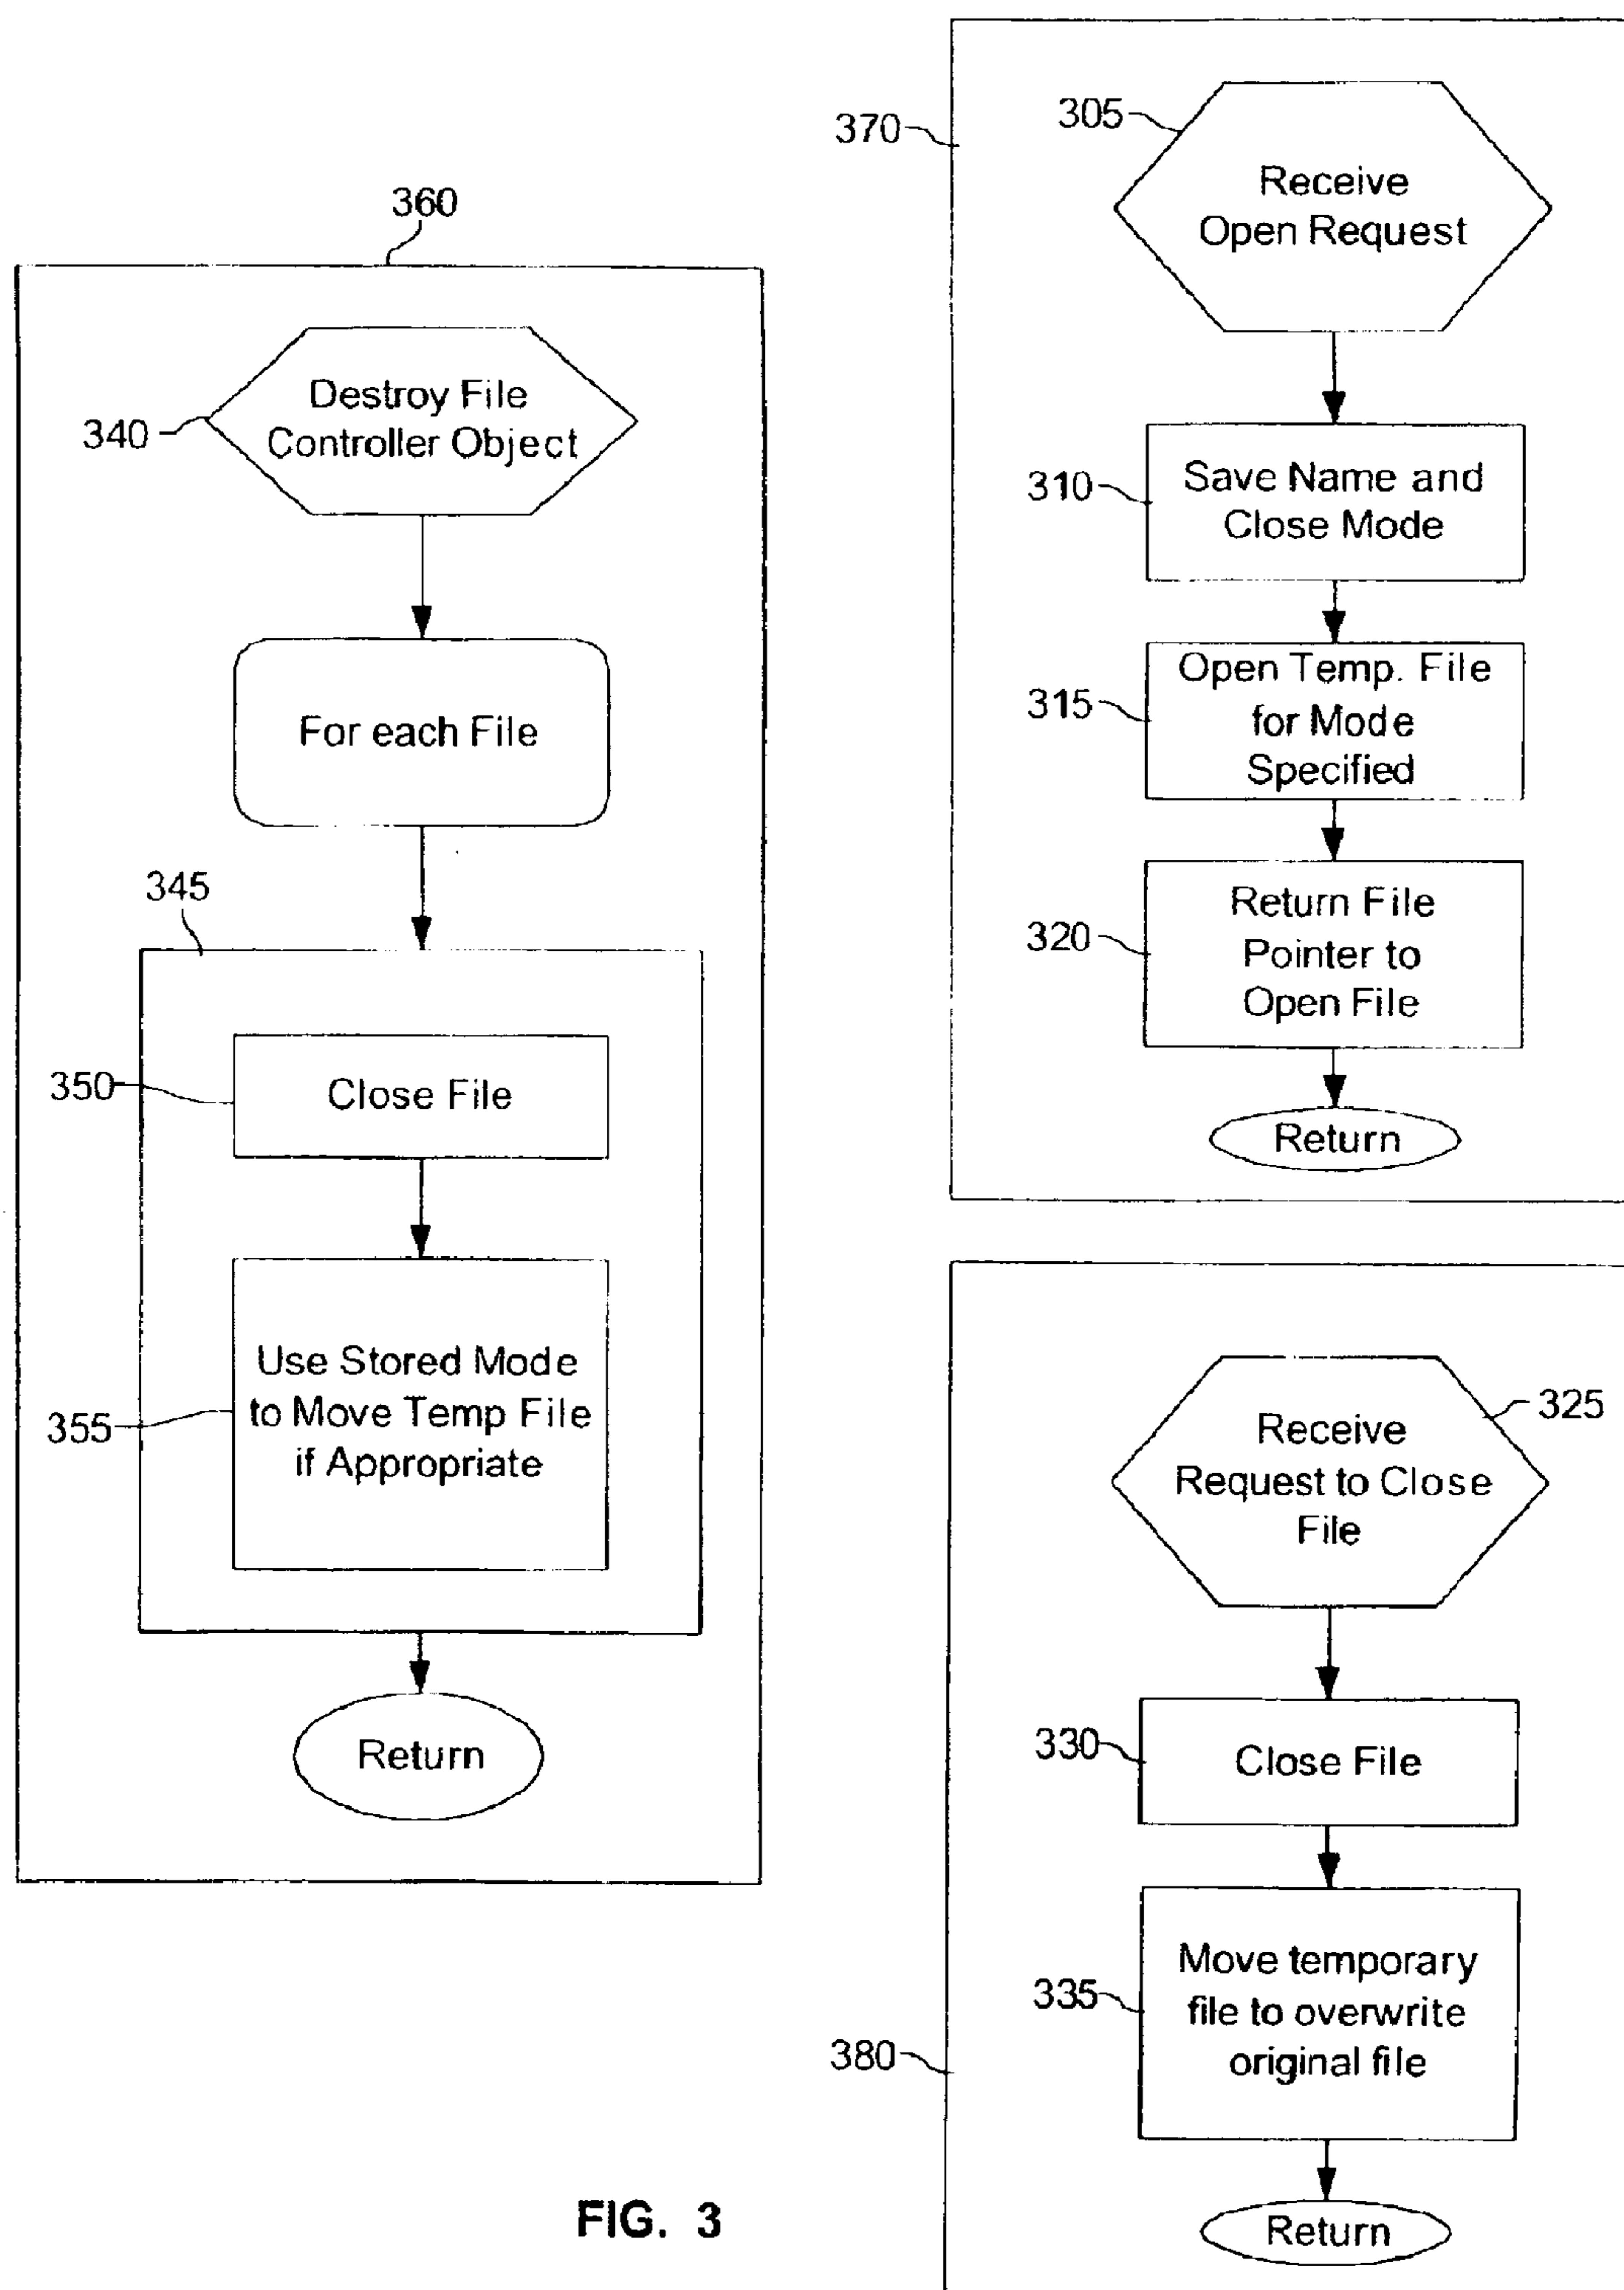 360
340
Destroy File
Controller Object
For each File
345
350
Close File
355
Use Stored Mode
to Move Temp File
if Appropriate
Return
370
305
Receive
Open Request
310
Save Name and
Close Mode
315
Open Temp. File
for Mode
Specified
320
Return File
Pointer to
Open File
Return
325
Receive
Request to Close
File
330
Close File
335
Move temporary
file to overwrite
original file
380
Return
FIG. 3